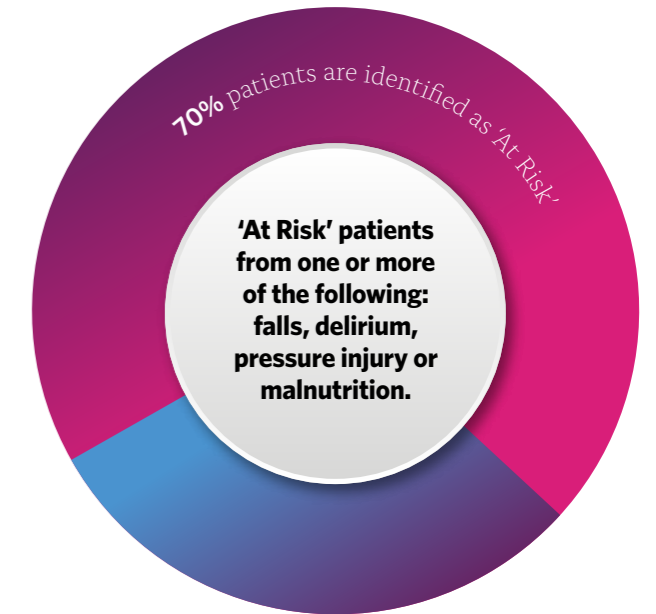 70% patients are identified as ‘At Risk’
‘At Risk’ patients
from one or more
of the following:
falls, delirium,
pressure injury or
malnutrition.